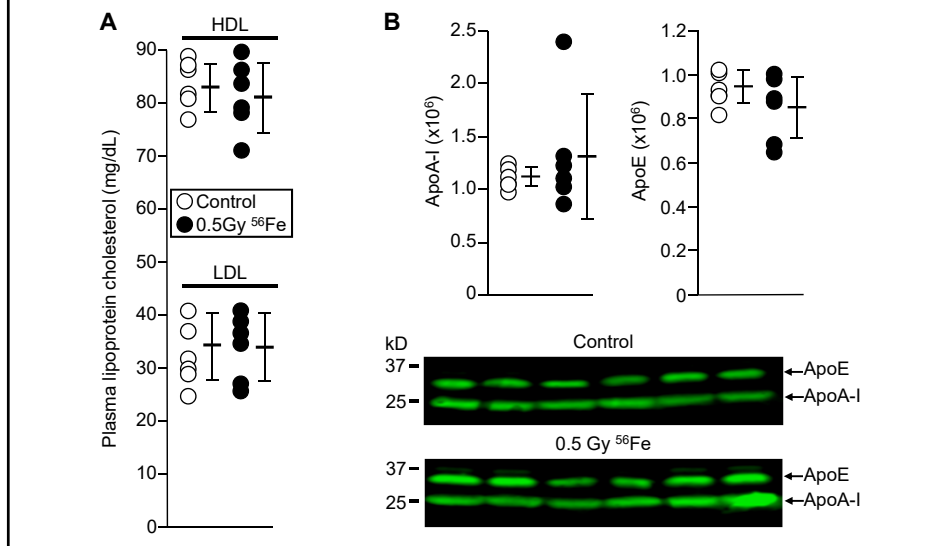 A
HDL
90
80
70
60
50
40
30
20
10
0
Plasma lipoprotein cholesterol (mg/dL)
Control
0.5Gy ⁵⁶Fe
LDL
B
2.5
2.0
1.5
1.0
0.5
0
ApoA-I (x10⁶)
1.2
1.0
0.8
0.6
0.4
0.2
0
ApoE (x10⁶)
kD
Control
37
25
ApoE
ApoA-I
0.5 Gy ⁵⁶Fe
37
25
ApoE
ApoA-I